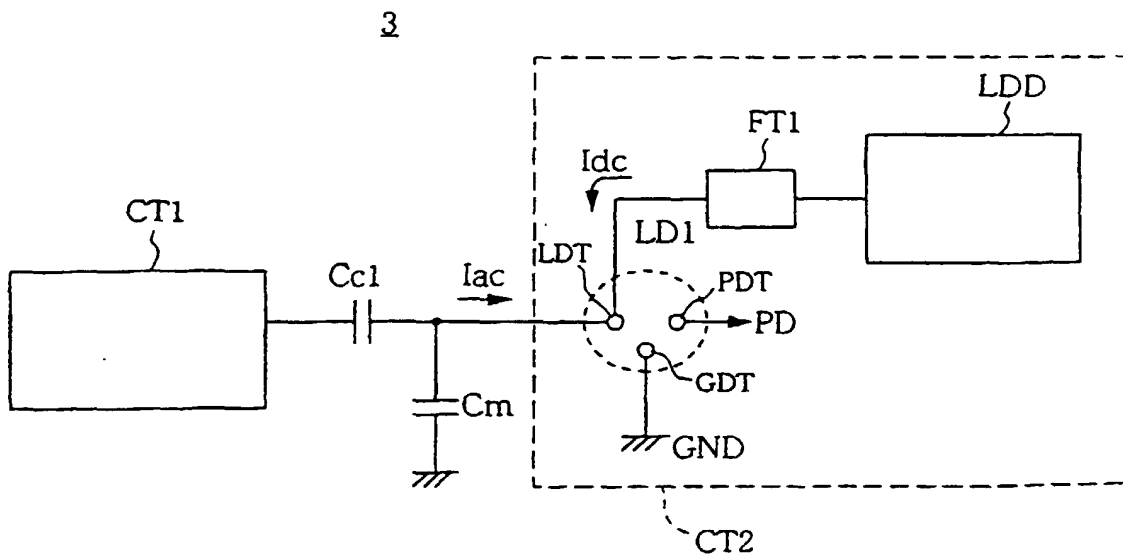 3
LDD
FT1
Idc
CT1
LD1
LDT
PDT
Cc1
Iac
PD
GDT
Cm
GND
CT2